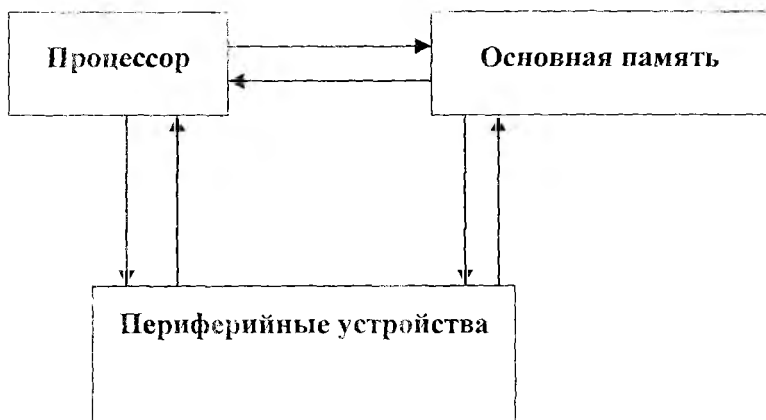 Процессор
Основная память
Периферийные устройства